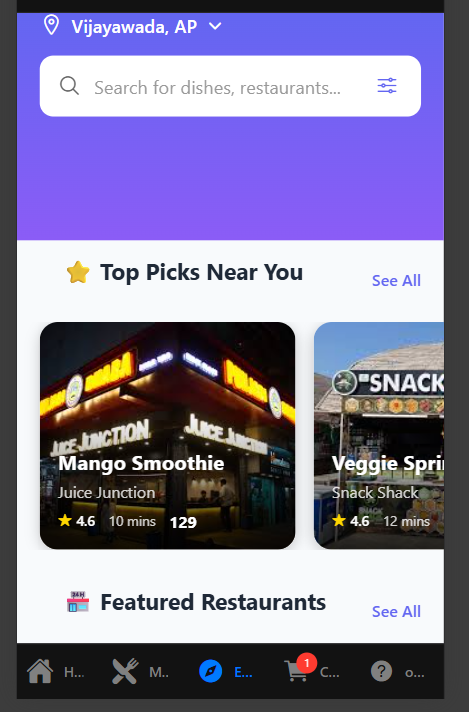 Vijayawada, AP
Search for dishes, restaurants...
Top Picks Near You
See All
JUICE JUNCTION
JUICE JUNCTION
Mango Smoothie
Juice Junction
4.6 10 mins 129
"SNACK
Veggie Spri
Snack Shack
4.6 12 mins
24H
Featured Restaurants
See All
H... M.. E... 1 C... o...